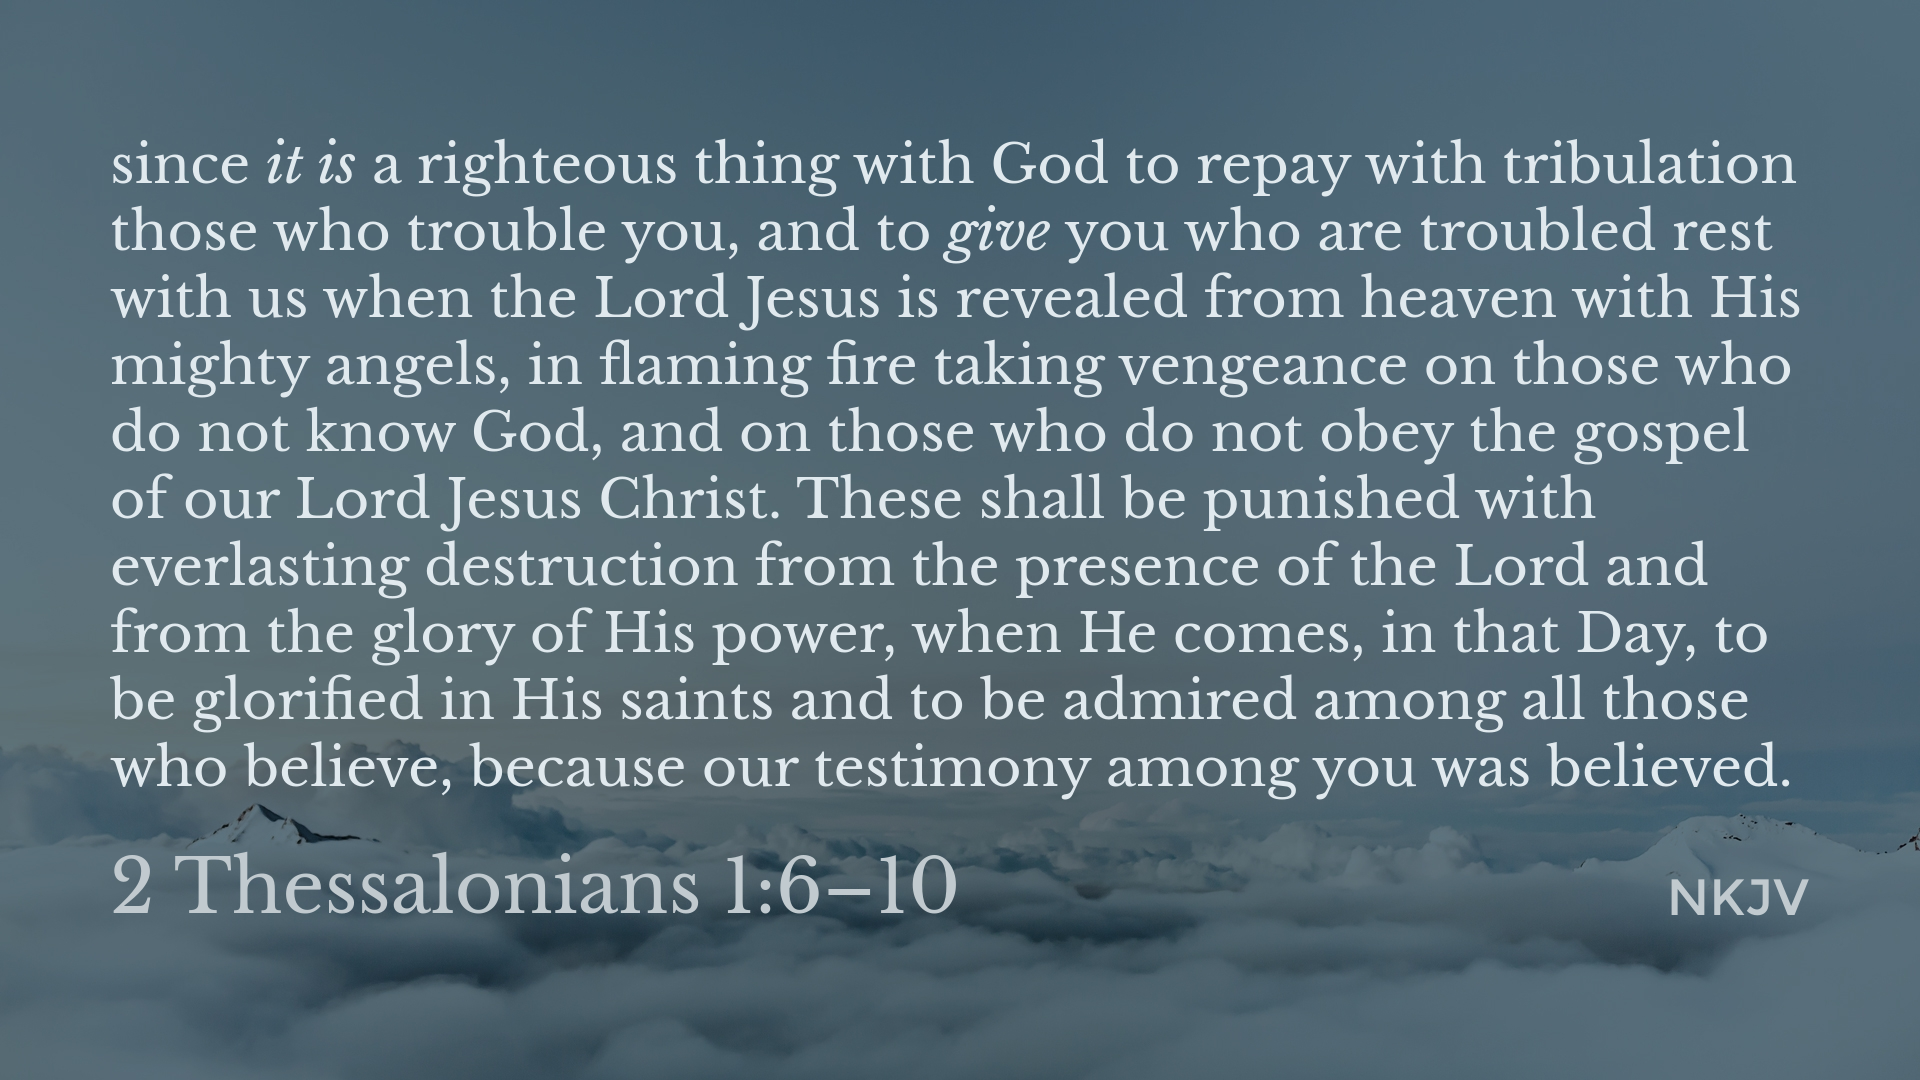 since it is a righteous thing with God to repay with tribulation
those who trouble you, and to give you who are troubled rest
with us when the Lord Jesus is revealed from heaven with His
mighty angels, in flaming fire taking vengeance on those who
do not know God, and on those who do not obey the gospel
of our Lord Jesus Christ. These shall be punished with
everlasting destruction from the presence of the Lord and
from the glory of His power, when He comes, in that Day, to
be glorified in His saints and to be admired among all those
who believe, because our testimony among you was believed.
2 Thessalonians 1:6–10
NKJV